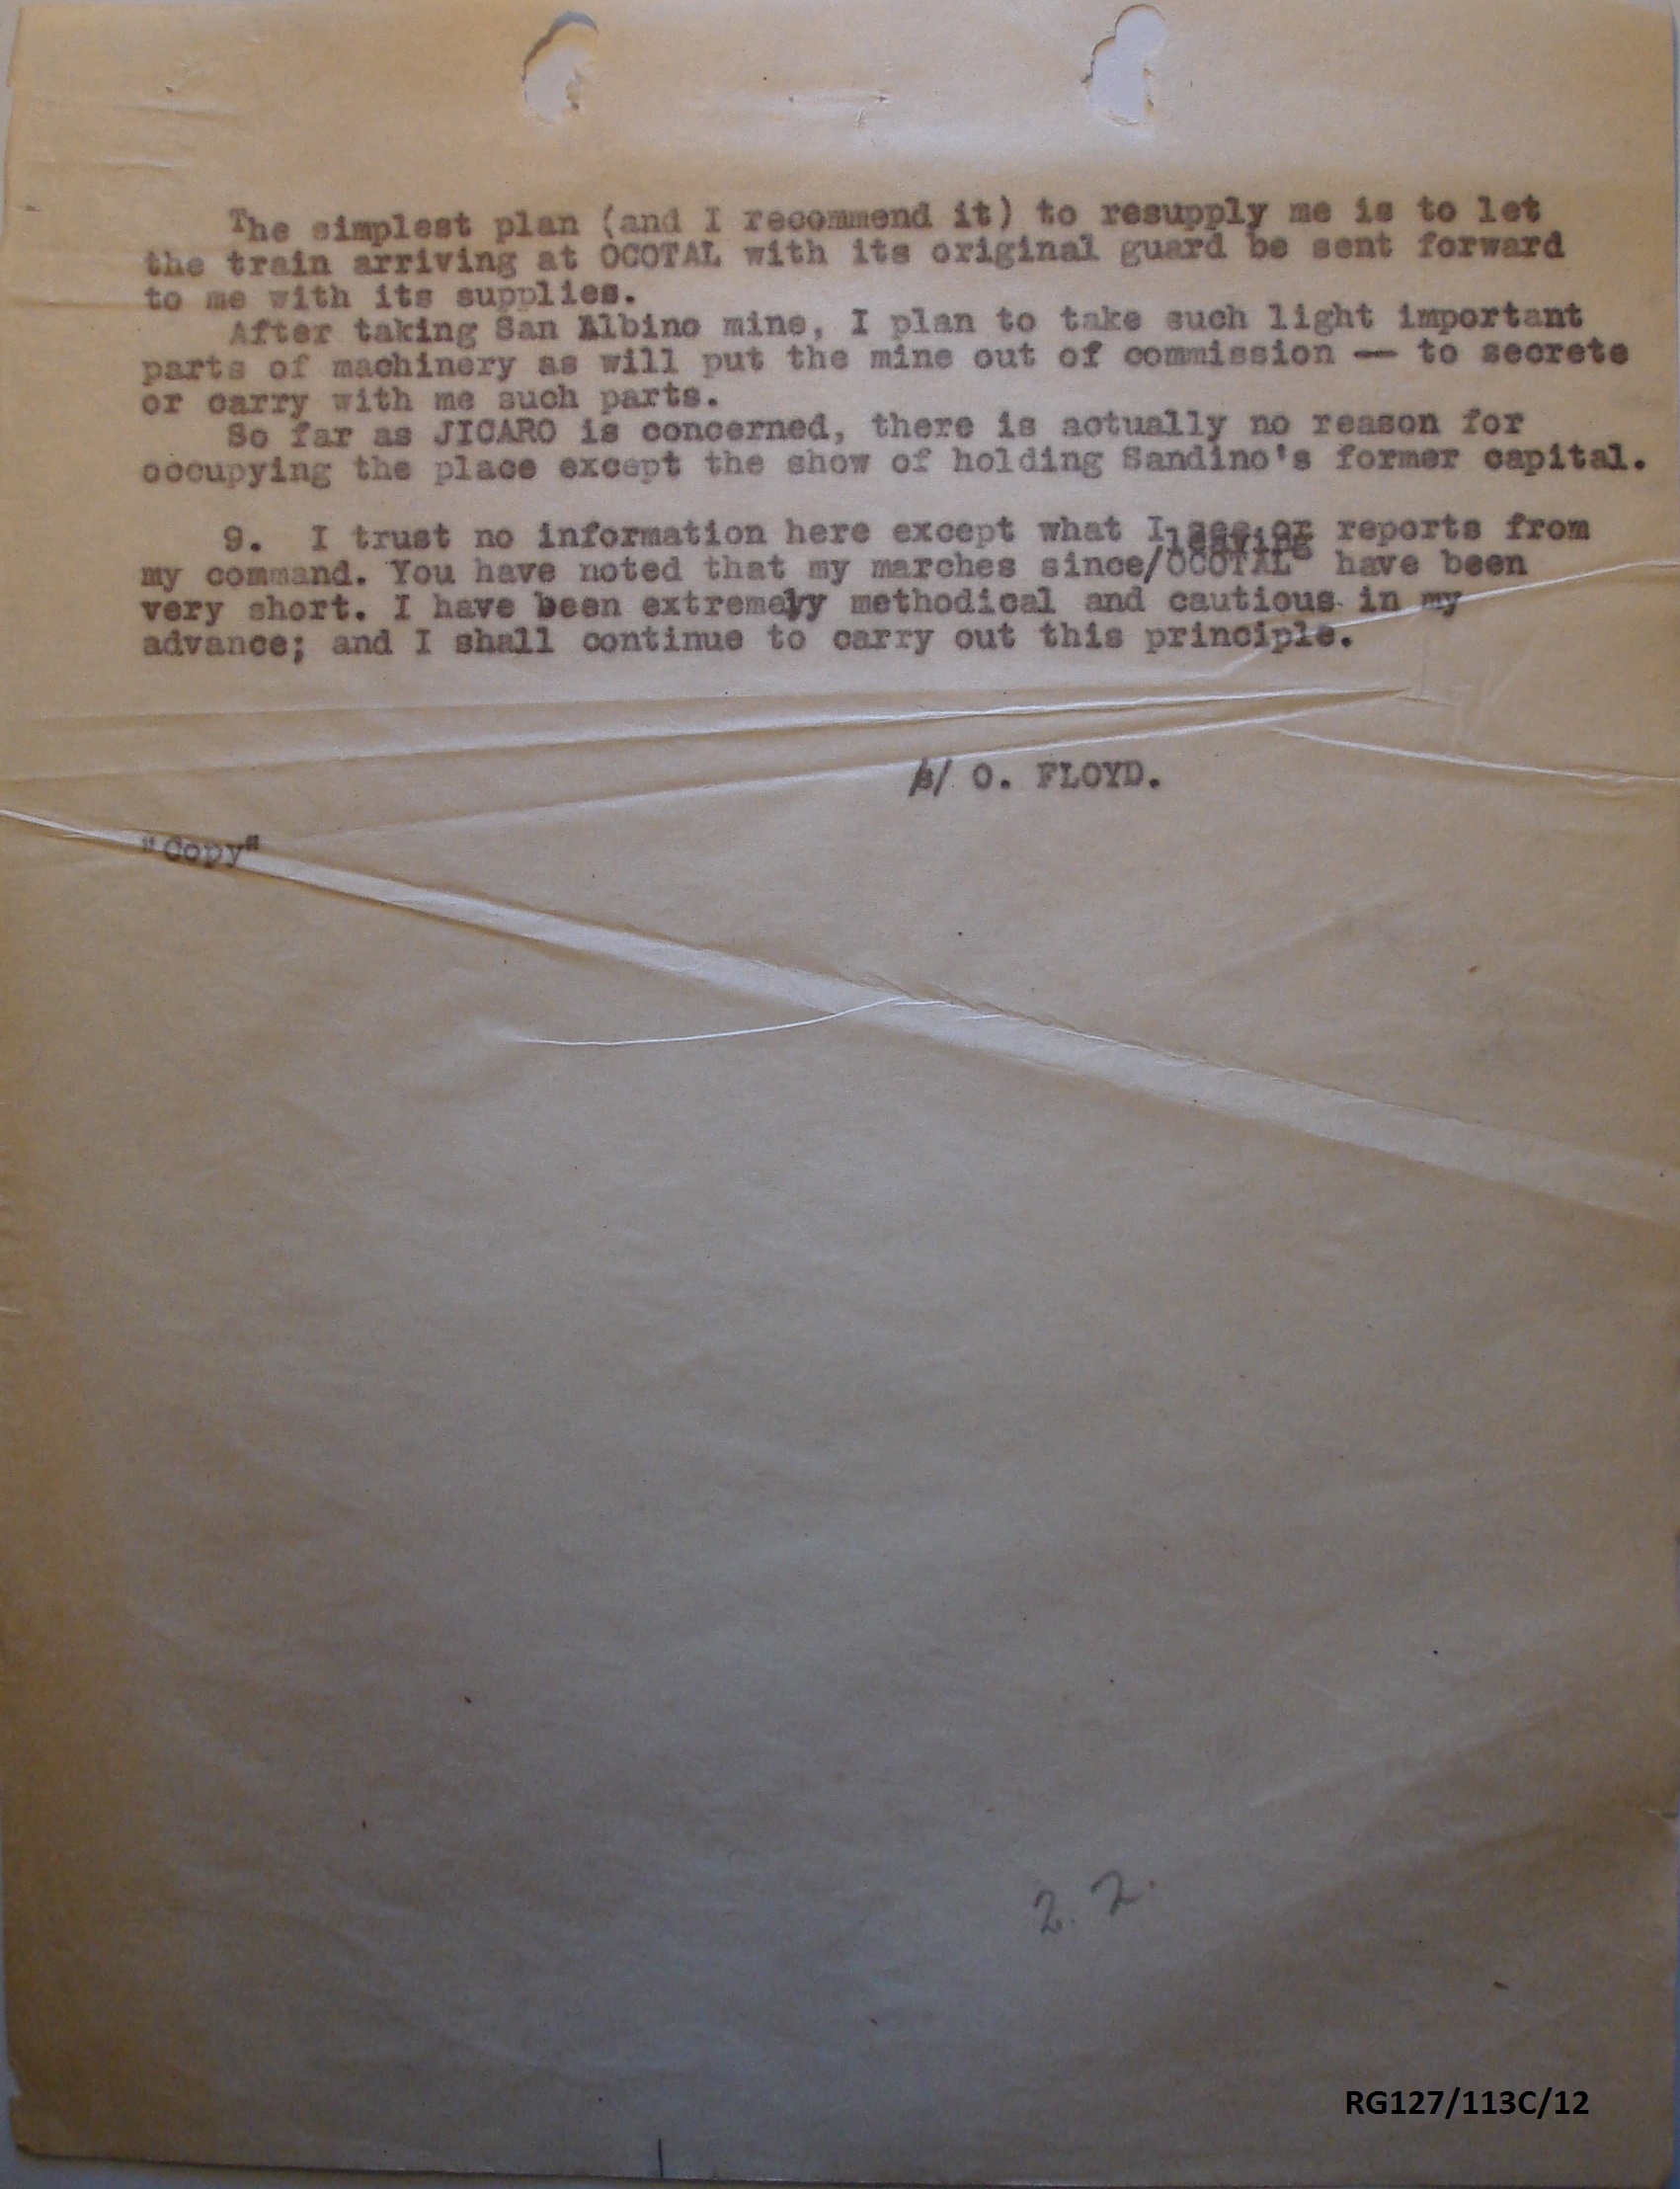 The simplest plan (and I recommend it) to resupply me is to let
the train arriving at OCOTAL with its original guard be sent forward
to me with its supplies.
After taking San Albino mine, I plan to take such light important
parts of machinery as will put the mine out of commission — to secrete
or carry with me such parts.
So far as JICARO is concerned, there is actually no reason for
occupying the place except the show of holding Sandino's former capital.
9. I trust no information here except what I see or reports from
leaving
my command. You have noted that my marches since/OCOTAL have been
very short. I have been extremely methodical and cautious in my
advance; and I shall continue to carry out this principle.
/s/ O. FLOYD.
"Copy"
2. 2.
RG127/113C/12